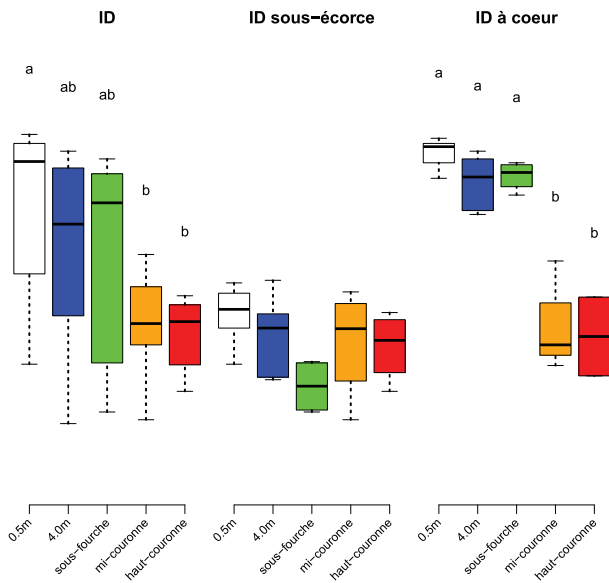 ID
ID sous−écorce
ID à coeur
a
ab
ab
b
b
a
a
a
b
b
0.5m
4.0m
sous−fourche
mi−couronne
haut−couronne
0.5m
4.0m
sous−fourche
mi−couronne
haut−couronne
0.5m
4.0m
sous−fourche
mi−couronne
haut−couronne